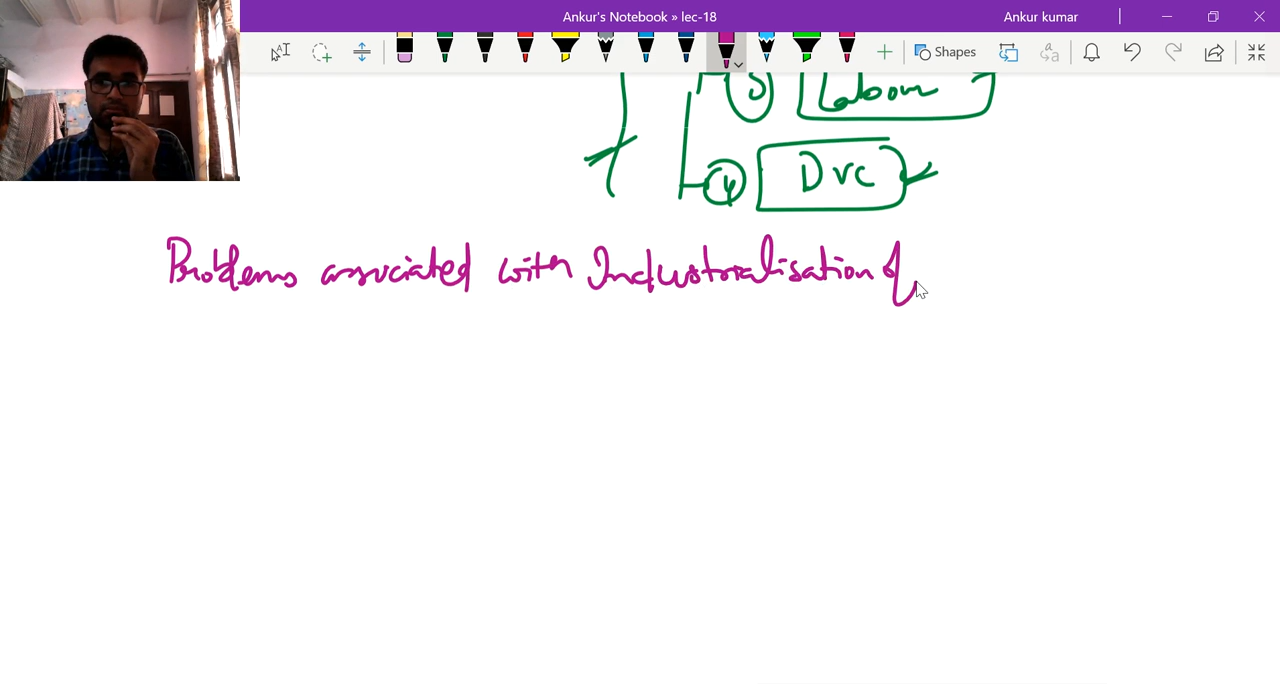 Ankur's Notebook » lec-18
Ankur kumar
Shapes
3 Labour
4 DVC
Problems associated with Industrialisation of